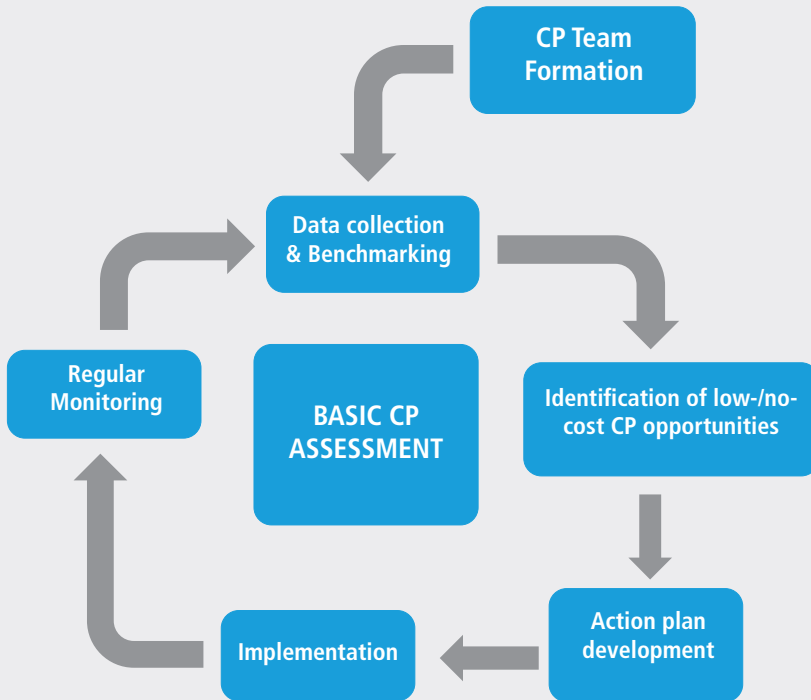 CP Team
Formation
Data collection
& Benchmarking
Regular
Monitoring
BASIC CP
ASSESSMENT
Identification of low-/no-
cost CP opportunities
Implementation
Action plan
development